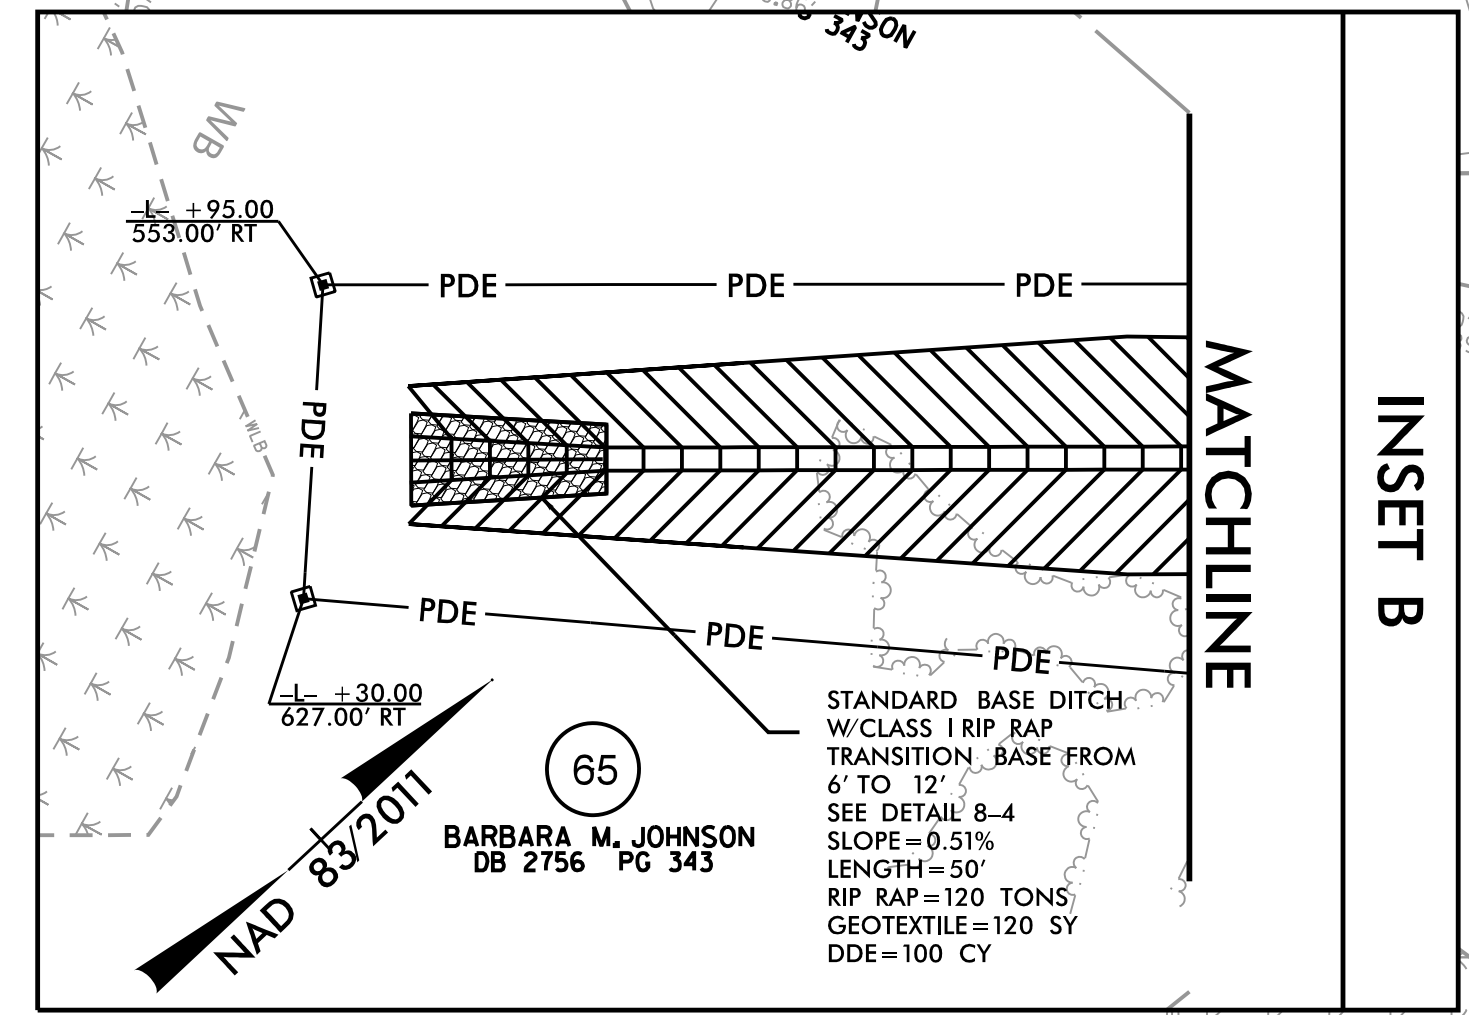 NSON
343
WB
-L- +95.00
553.00' RT
PDE PDE PDE
PDE
WLB
MATCHLINE
INSET B
PDE PDE PDE
-L- +30.00
627.00' RT
65
BARBARA M. JOHNSON
DB 2756 PG 343
NAD 83/2011
STANDARD BASE DITCH
W/CLASS I RIP RAP
TRANSITION BASE FROM
6' TO 12'
SEE DETAIL 8-4
SLOPE=0.51%
LENGTH=50'
RIP RAP=120 TONS
GEOTEXTILE=120 SY
DDE=100 CY